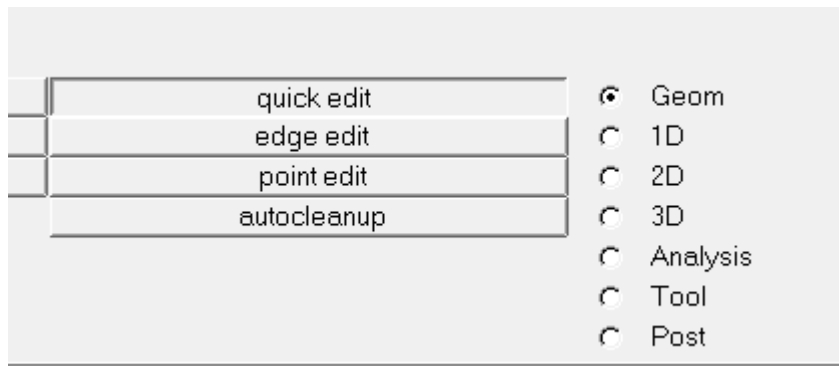 quick edit
Geom
edge edit
1D
point edit
2D
autocleanup
3D
Analysis
Tool
Post